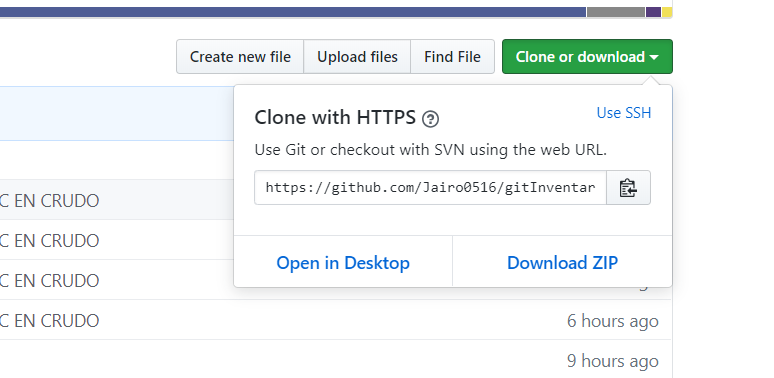 Create new file Upload files Find File Clone or download
Clone with HTTPS Use SSH
Use Git or checkout with SVN using the web URL.
https://github.com/Jairo0516/gitInventar
C EN CRUDO
C EN CRUDO
C EN CRUDO
Open in Desktop Download ZIP
C EN CRUDO 6 hours ago
9 hours ago